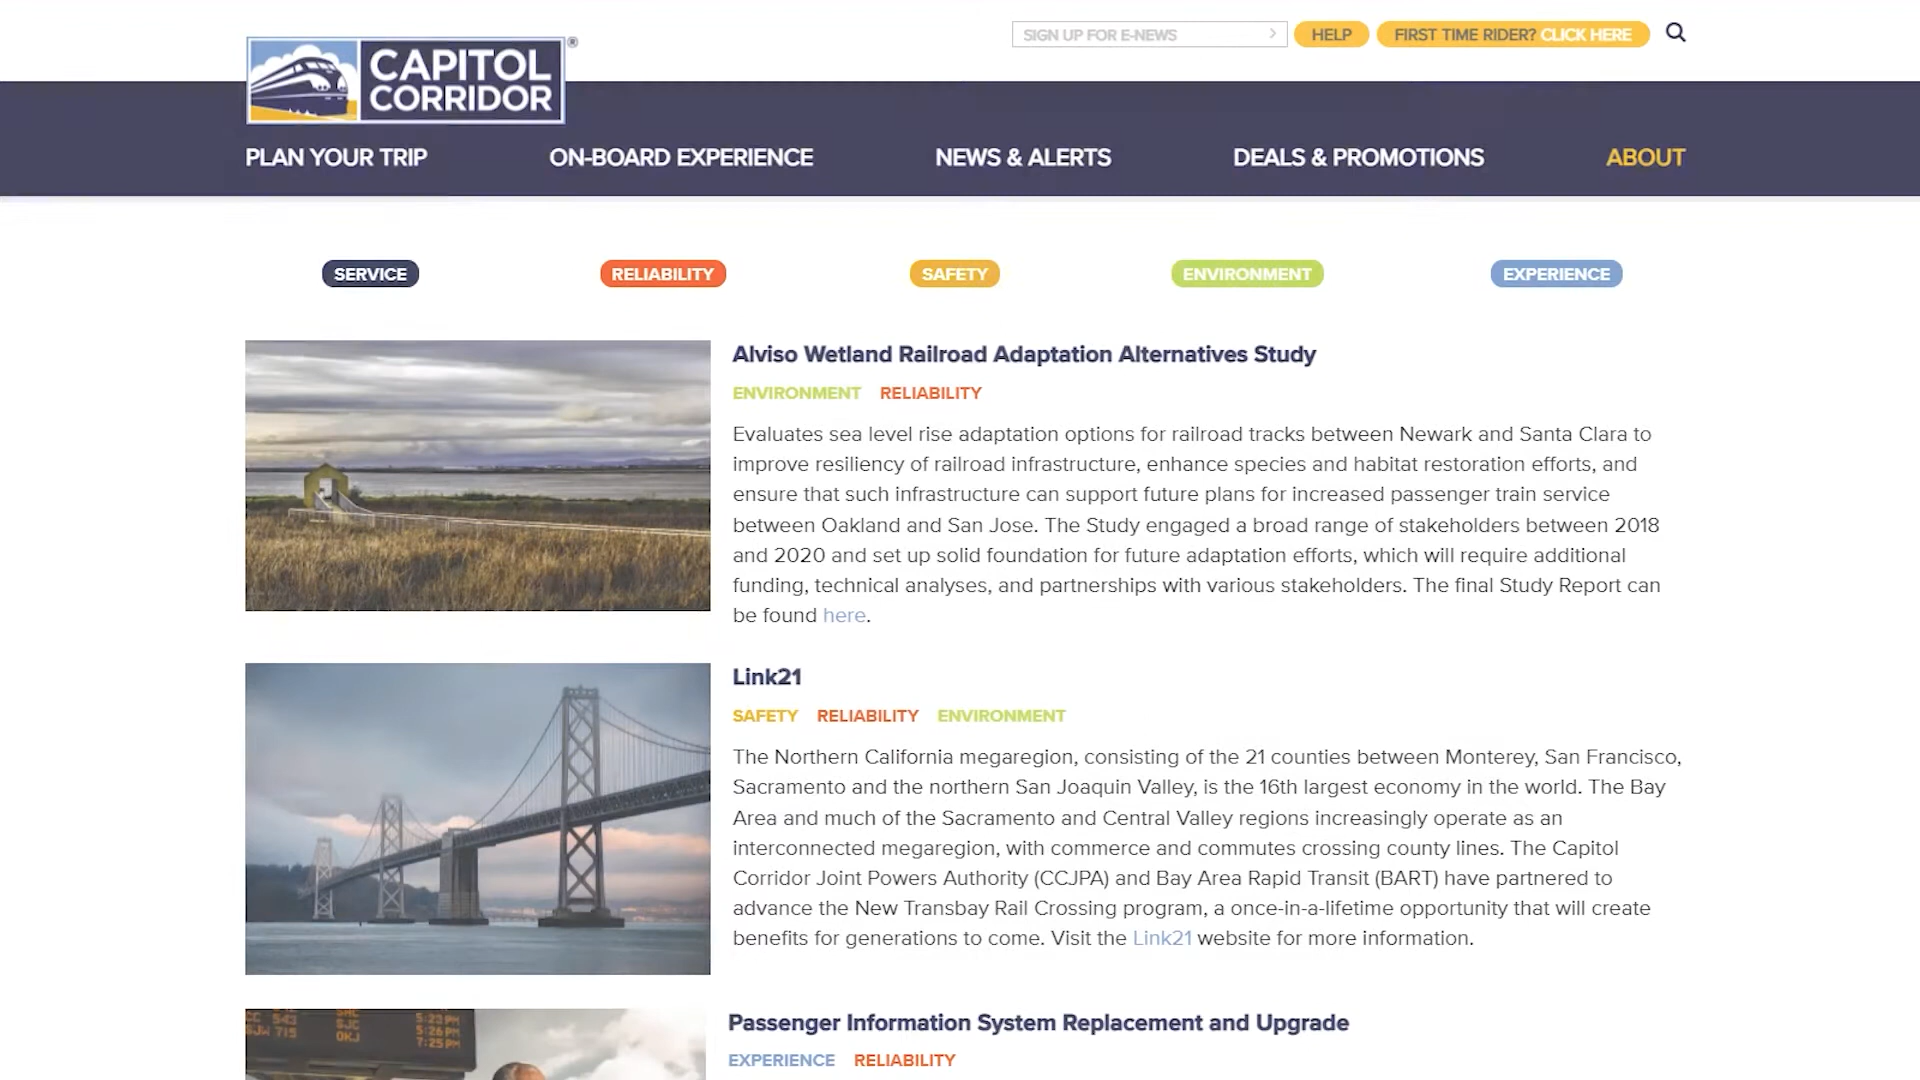 SIGN UP FOR E-NEWS
HELP
FIRST TIME RIDER? CLICK HERE
CAPITOL
CORRIDOR
®
PLAN YOUR TRIP
ON-BOARD EXPERIENCE
NEWS & ALERTS
DEALS & PROMOTIONS
ABOUT
SERVICE
RELIABILITY
SAFETY
ENVIRONMENT
EXPERIENCE
Alviso Wetland Railroad Adaptation Alternatives Study
ENVIRONMENT RELIABILITY
Evaluates sea level rise adaptation options for railroad tracks between Newark and Santa Clara to
improve resiliency of railroad infrastructure, enhance species and habitat restoration efforts, and
ensure that such infrastructure can support future plans for increased passenger train service
between Oakland and San Jose. The Study engaged a broad range of stakeholders between 2018
and 2020 and set up solid foundation for future adaptation efforts, which will require additional
funding, technical analyses, and partnerships with various stakeholders. The final Study Report can
be found here.
Link21
SAFETY RELIABILITY ENVIRONMENT
The Northern California megaregion, consisting of the 21 counties between Monterey, San Francisco,
Sacramento and the northern San Joaquin Valley, is the 16th largest economy in the world. The Bay
Area and much of the Sacramento and Central Valley regions increasingly operate as an
interconnected megaregion, with commerce and commutes crossing county lines. The Capitol
Corridor Joint Powers Authority (CCJPA) and Bay Area Rapid Transit (BART) have partnered to
advance the New Transbay Rail Crossing program, a once-in-a-lifetime opportunity that will create
benefits for generations to come. Visit the Link21 website for more information.
CC 543 5:23PM
SJW 715 SJC 5:26PM
OKJ 7:25PM
Passenger Information System Replacement and Upgrade
EXPERIENCE RELIABILITY